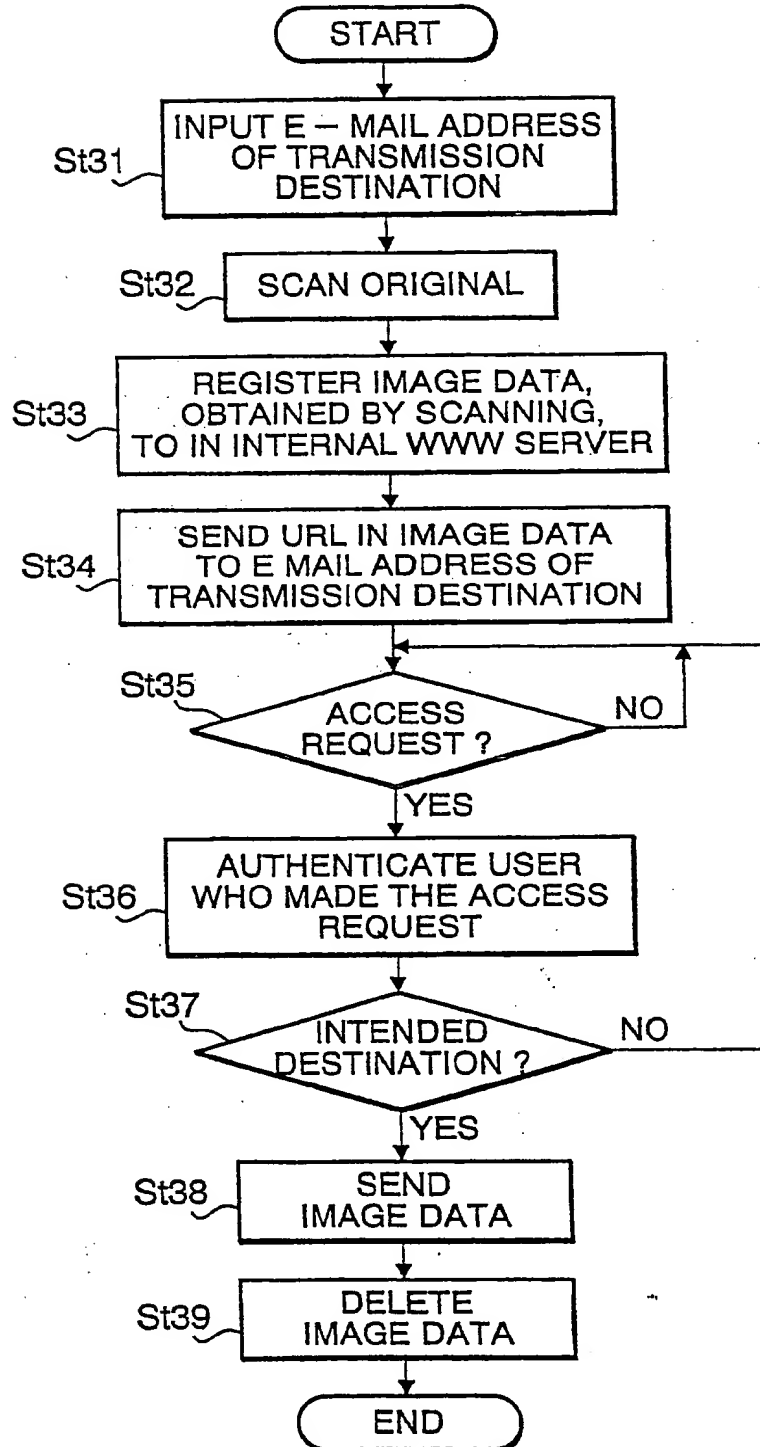 START
St31
INPUT E – MAIL ADDRESS
OF TRANSMISSION
DESTINATION
St32
SCAN ORIGINAL
St33
REGISTER IMAGE DATA,
OBTAINED BY SCANNING,
TO IN INTERNAL WWW SERVER
St34
SEND URL IN IMAGE DATA
TO E MAIL ADDRESS OF
TRANSMISSION DESTINATION
St35
ACCESS
REQUEST ?
NO
YES
St36
AUTHENTICATE USER
WHO MADE THE ACCESS
REQUEST
St37
INTENDED
DESTINATION ?
NO
YES
St38
SEND
IMAGE DATA
St39
DELETE
IMAGE DATA
END